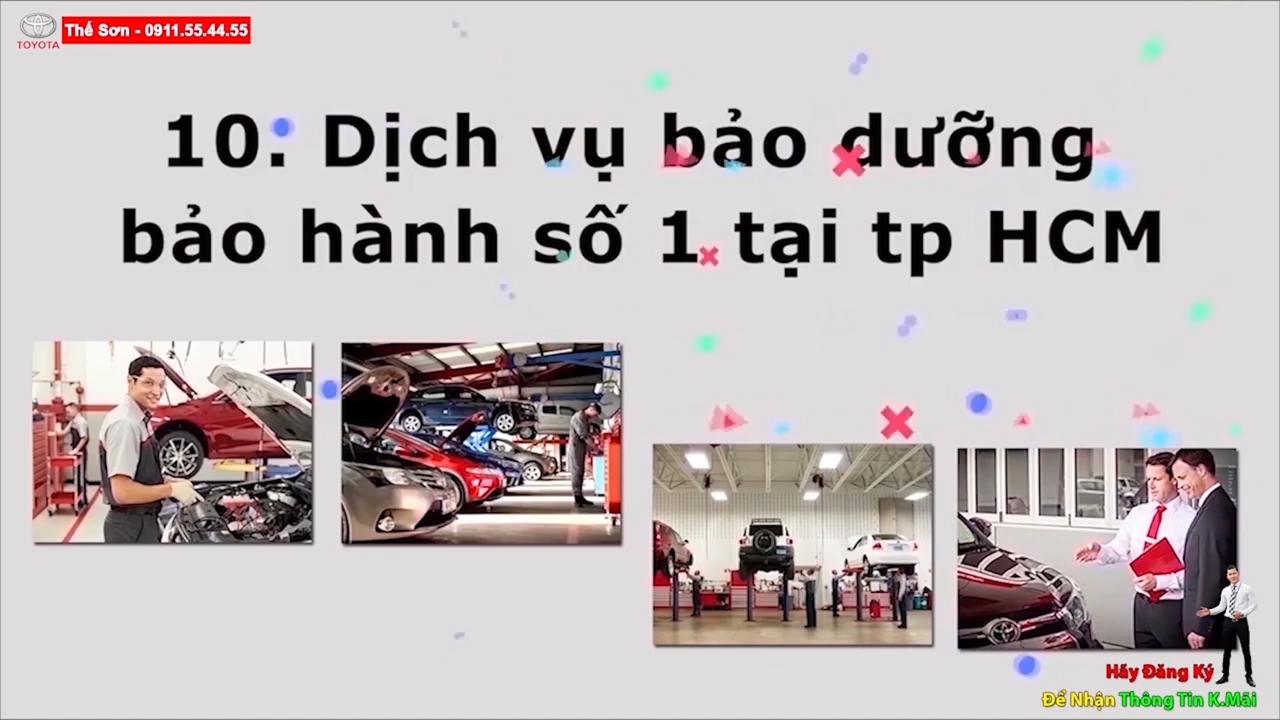 Thế Sơn - 0911.55.44.55
TOYOTA
10. Dịch vụ bảo dưỡng
bảo hành số 1 tại tp HCM
Hãy Đăng Ký
Để Nhận Thông Tin K.Mãi